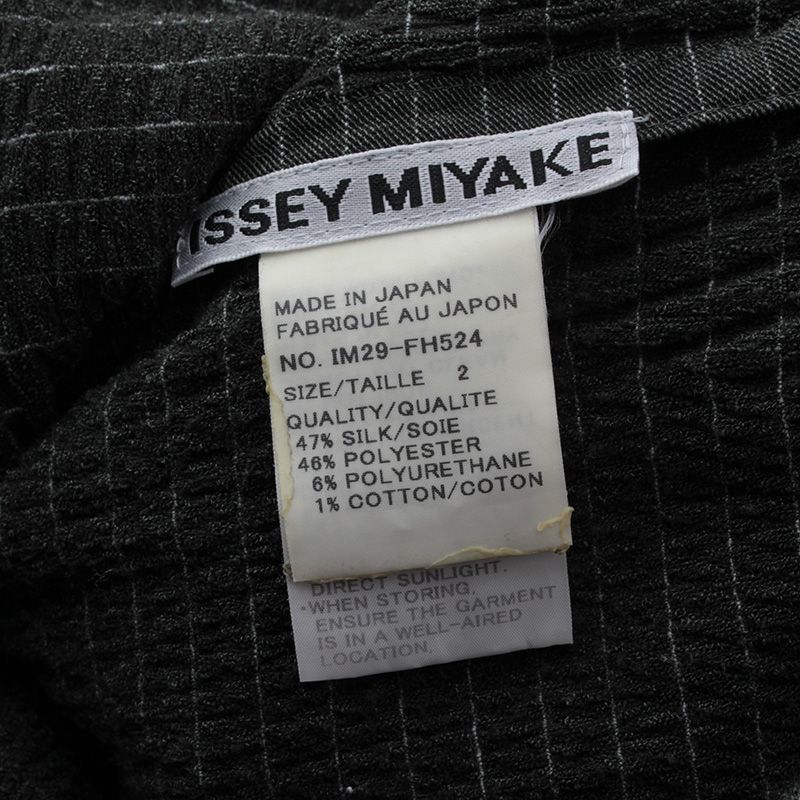 ISSEY MIYAKE
MADE IN JAPAN
FABRIQUÉ AU JAPON
NO. IM29-FH524
SIZE/TAILLE 2
QUALITY/QUALITE
47% SILK/SOIE
46% POLYESTER
6% POLYURETHANE
1% COTTON/COTON
DIRECT SUNLIGHT.
·WHEN STORING,
ENSURE THE GARMENT
IS IN A WELL-AIRED
LOCATION.